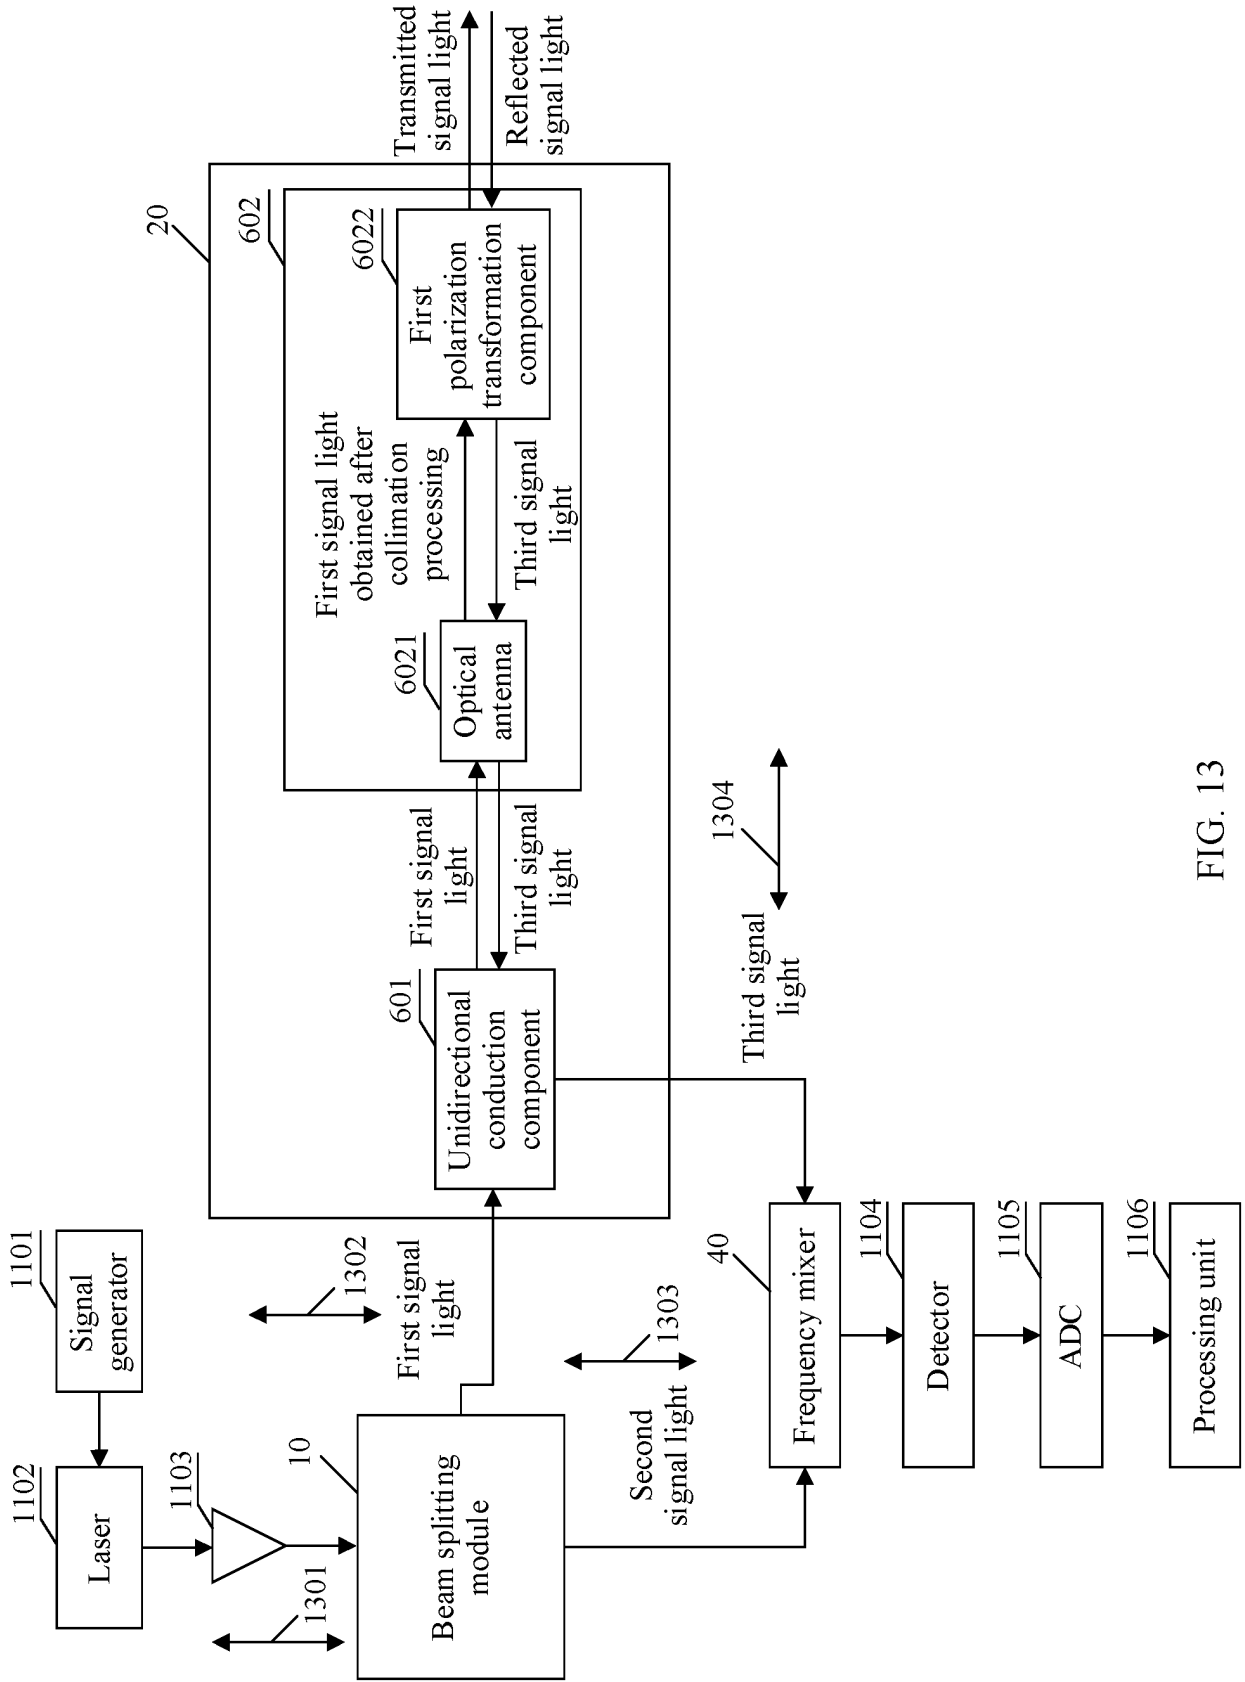 1101
Signal
generator
1102
Laser
1103
1301
10
Beam splitting
module
1302
First signal
light
1303
Second
signal light
20
601
Unidirectional
conduction
component
First signal
light
Third signal
light
602
6021
Optical
antenna
First signal light
obtained after
collimation
processing
Third signal
light
6022
First
polarization
transformation
component
Transmitted
signal light
Reflected
signal light
Third signal
light
1304
40
Frequency mixer
1104
Detector
1105
ADC
1106
Processing unit
FIG. 13